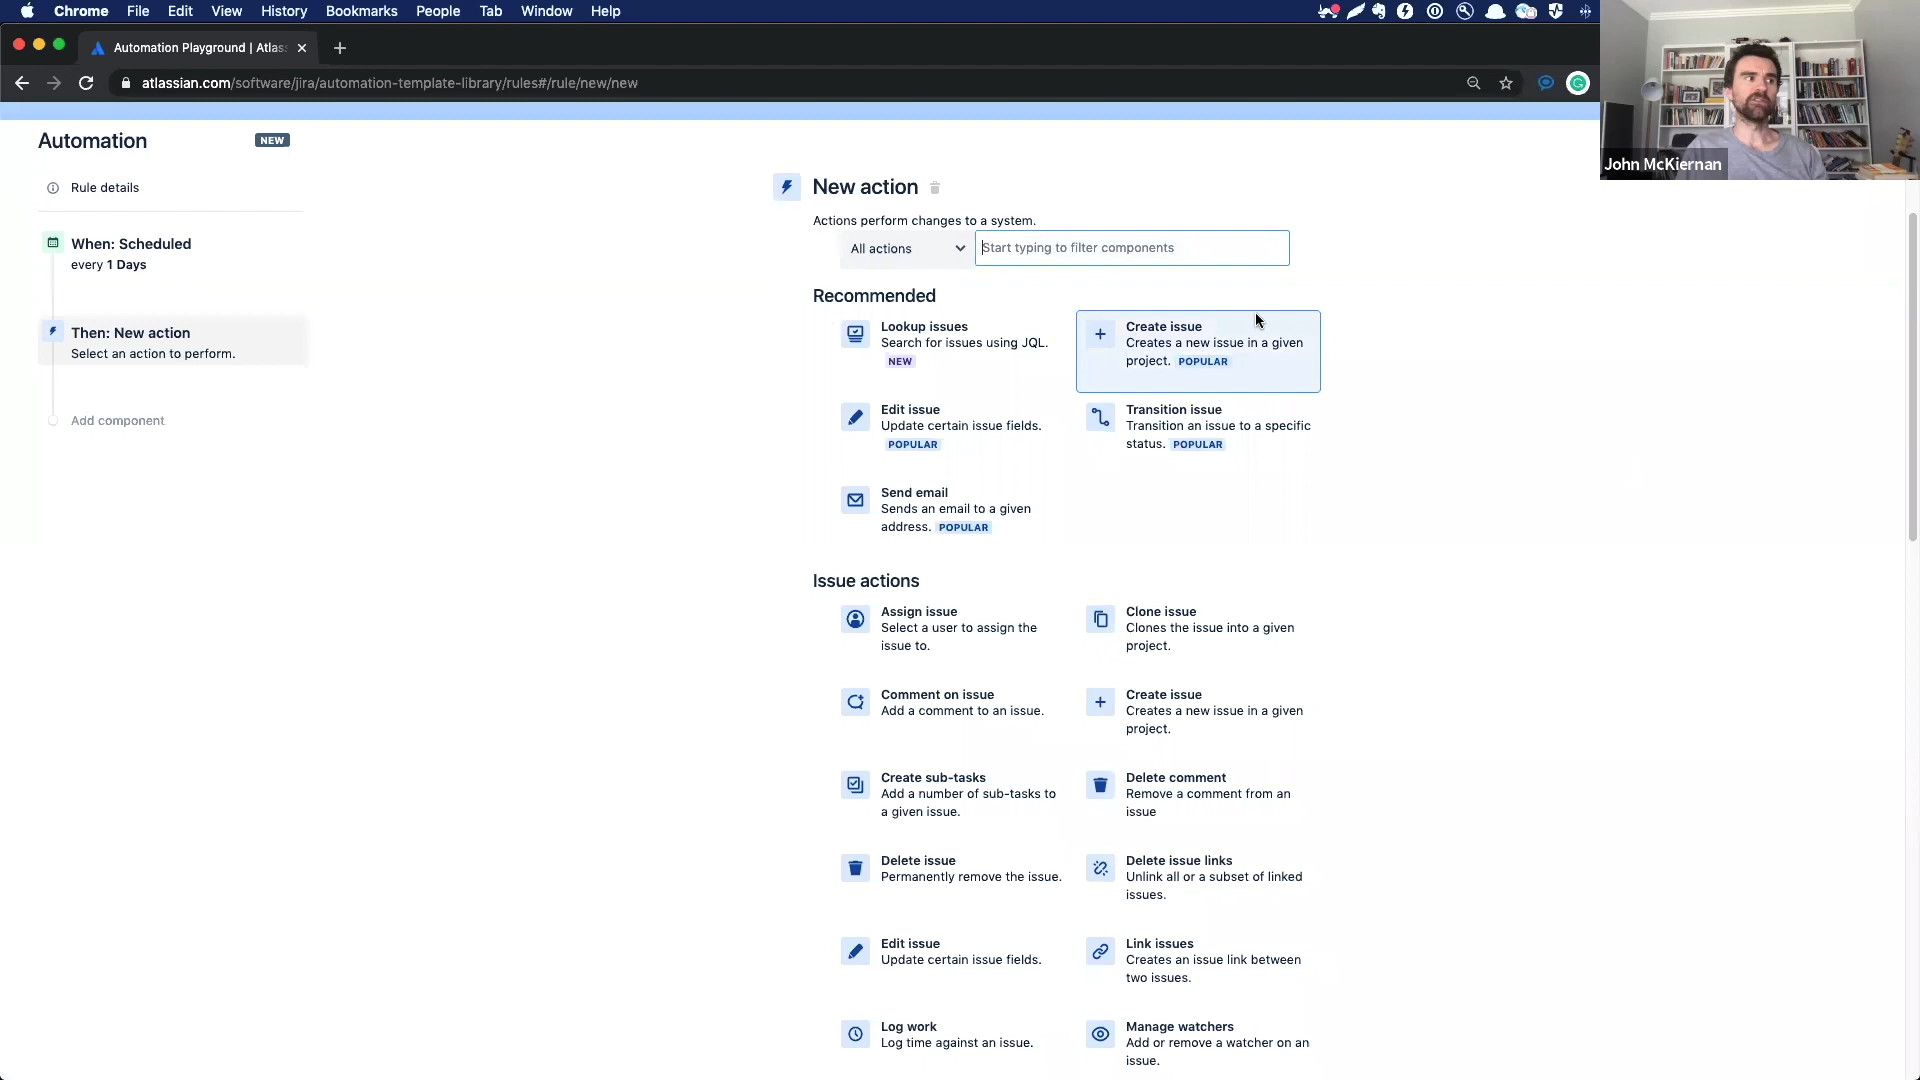 Chrome File Edit View History Bookmarks People Tab Window Help
Automation Playground | Atlas
atlassian.com/software/jira/automation-template-library/rules#/rule/new/new
John McKiernan
Automation NEW
Rule details
When: Scheduled
every 1 Days
Then: New action
Select an action to perform.
Add component
New action
Actions perform changes to a system.
All actions
Start typing to filter components
Recommended
Lookup issues
Search for issues using JQL.
NEW
Create issue
Creates a new issue in a given
project. POPULAR
Edit issue
Update certain issue fields.
POPULAR
Transition issue
Transition an issue to a specific
status. POPULAR
Send email
Sends an email to a given
address. POPULAR
Issue actions
Assign issue
Select a user to assign the
issue to.
Clone issue
Clones the issue into a given
project.
Comment on issue
Add a comment to an issue.
Create issue
Creates a new issue in a given
project.
Create sub-tasks
Add a number of sub-tasks to
a given issue.
Delete comment
Remove a comment from an
issue
Delete issue
Permanently remove the issue.
Delete issue links
Unlink all or a subset of linked
issues.
Edit issue
Update certain issue fields.
Link issues
Creates an issue link between
two issues.
Log work
Log time against an issue.
Manage watchers
Add or remove a watcher on an
issue.